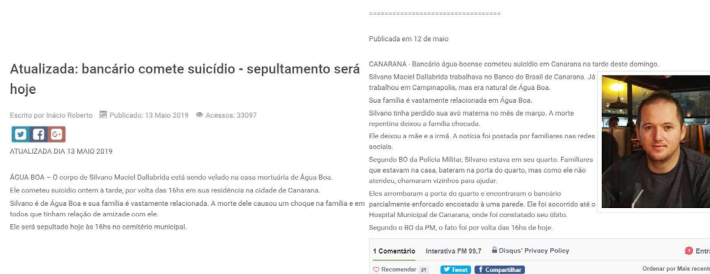 Atualizada: bancário comete suicídio - sepultamento será
hoje
Escrito por Inácio Roberto Publicado: 13 Maio 2019 Acessos: 33097
ATUALIZADA DIA 13 MAIO 2019
ÁGUA BOA – O corpo de Silvano Maciel Dallabrida está sendo velado na casa mortuária de Água Boa.
Ele cometeu suicídio ontem à tarde, por volta das 16hs em sua residência na cidade de Canarana.
Silvano é de Água Boa e sua família é vastamente relacionada. A morte dele causou um choque na família e em
todos que tinham relação de amizade com ele.
Ele será sepultado hoje às 16hs no cemitério municipal.
Publicada em 12 de maio
CANARANA - Bancário água-boense cometeu suicídio em Canarana na tarde deste domingo.
Silvano Maciel Dallabrida trabalhava no Banco do Brasil de Canarana. Já
trabalhou em Campinapolis, mas era natural de Água Boa.
Sua família é vastamente relacionada em Água Boa.
Silvano tinha perdido sua avó materna no mês de março. A morte
repentina deixou a família chocada.
Ele deixou a mãe e a irmã. A notícia foi postada por familiares nas redes
sociais.
Segundo BO da Polícia Militar, Silvano estava em seu quarto. Familiares
que estavam na casa, bateram na porta do quarto, mas como ele não
atendeu, chamaram vizinhos para ajudar.
Eles arrombaram a porta do quarto e encontraram o bancário
parcialmente enforcado encostado à uma parede. Ele foi socorrido até o
Hospital Municipal de Canarana, onde foi constatado seu óbito.
Segundo o BO da PM, o fato foi por volta das 16hs de hoje.
1 Comentário Interativa FM 99,7 Disqus' Privacy Policy Entra
Recomendar 21 Tweet Compartilhar Ordenar por Mais recena